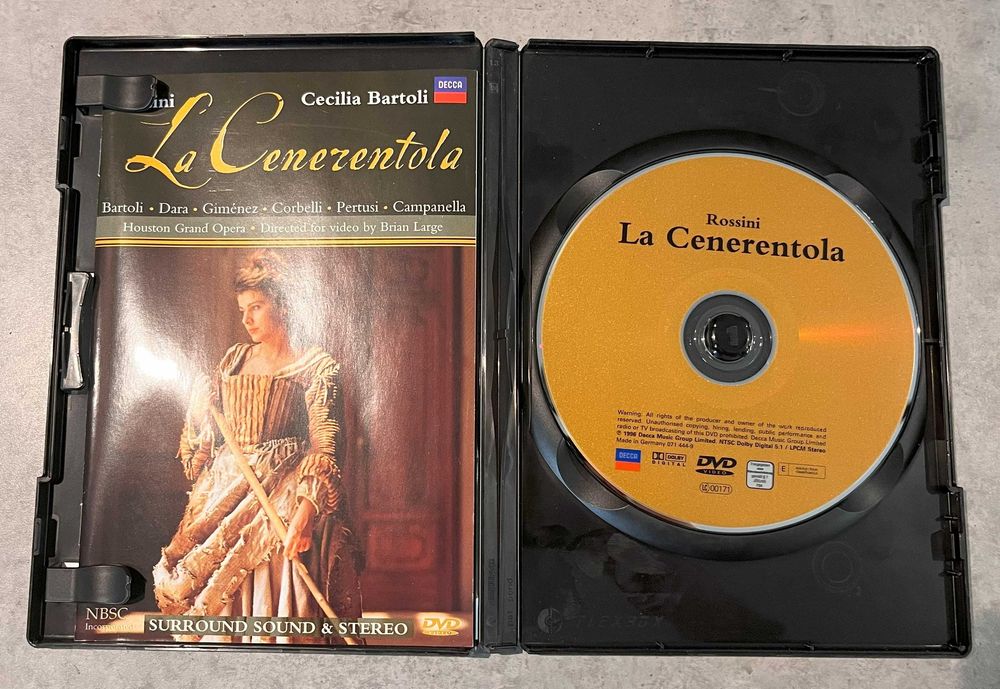 ini
Cecilia Bartoli
DECCA
La Cenerentola
Bartoli • Dara • Giménez • Corbelli • Pertusi • Campanella
Houston Grand Opera • Directed for video by Brian Large
NBSC
Incorporated
SURROUND SOUND & STEREO
DVD
VIDEO
Rossini
La Cenerentola
Warning: All rights of the producer and owner of the work reproduced
reserved. Unauthorised copying, hiring, lending, public performance and
radio or TV broadcasting of this DVD prohibited. Decca Music Group Limited.
℗ 1996 Decca Music Group Limited. NTSC Dolby Digital 5.1 / LPCM Stereo
Made in Germany 071 444-9
DECCA
DOLBY
DIGITAL
DVD
VIDEO
E
LC 00171